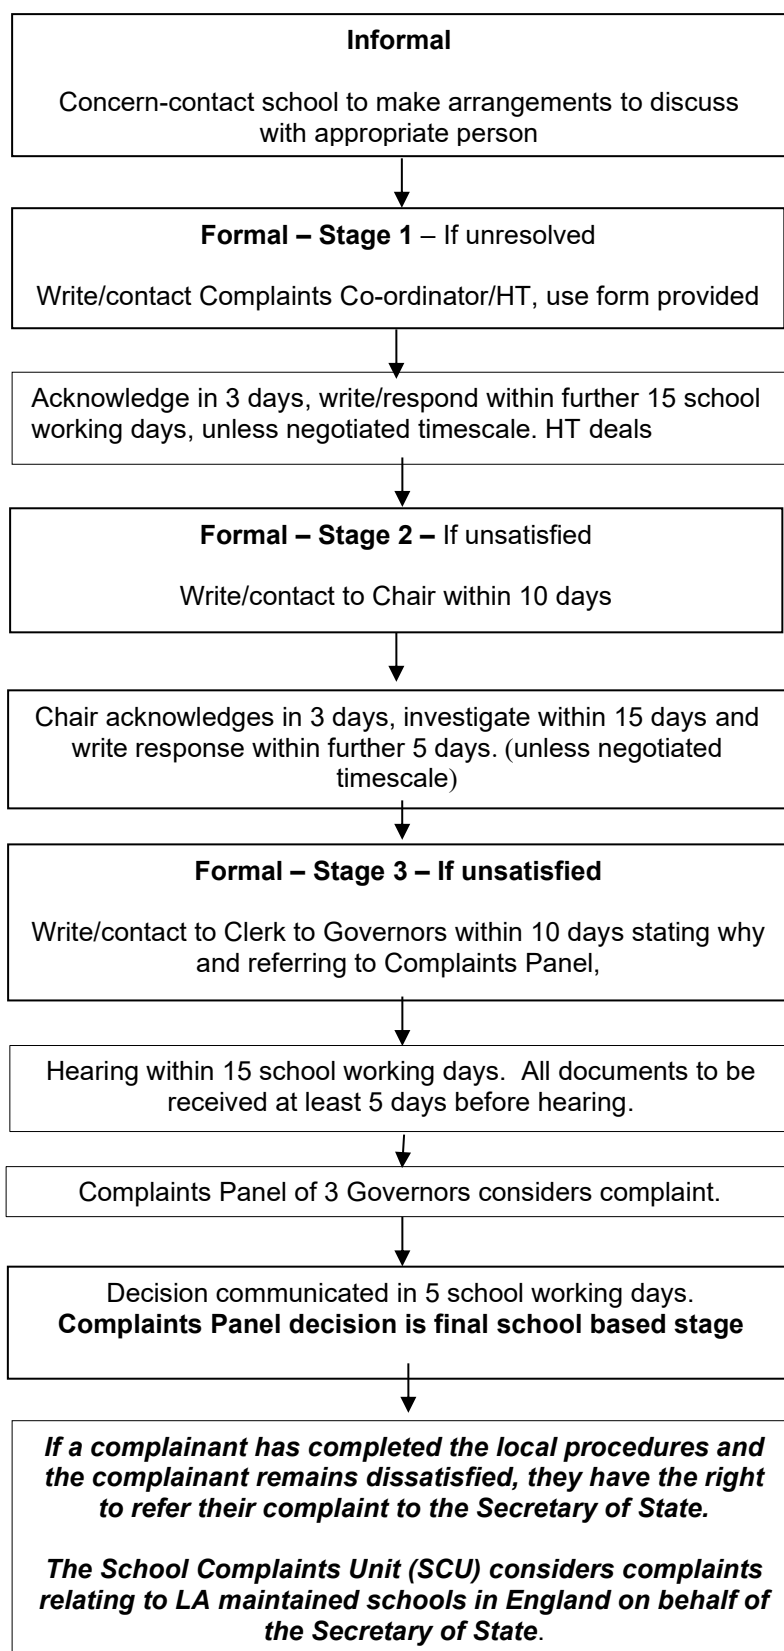 Informal
Concern-contact school to make arrangements to discuss
with appropriate person
Formal – Stage 1 – If unresolved
Write/contact Complaints Co-ordinator/HT, use form provided
Acknowledge in 3 days, write/respond within further 15 school
working days, unless negotiated timescale. HT deals
Formal – Stage 2 – If unsatisfied
Write/contact to Chair within 10 days
Chair acknowledges in 3 days, investigate within 15 days and
write response within further 5 days. (unless negotiated
timescale)
Formal – Stage 3 – If unsatisfied
Write/contact to Clerk to Governors within 10 days stating why
and referring to Complaints Panel,
Hearing within 15 school working days. All documents to be
received at least 5 days before hearing.
Complaints Panel of 3 Governors considers complaint.
Decision communicated in 5 school working days.
Complaints Panel decision is final school based stage
If a complainant has completed the local procedures and
the complainant remains dissatisfied, they have the right
to refer their complaint to the Secretary of State.
The School Complaints Unit (SCU) considers complaints
relating to LA maintained schools in England on behalf of
the Secretary of State.